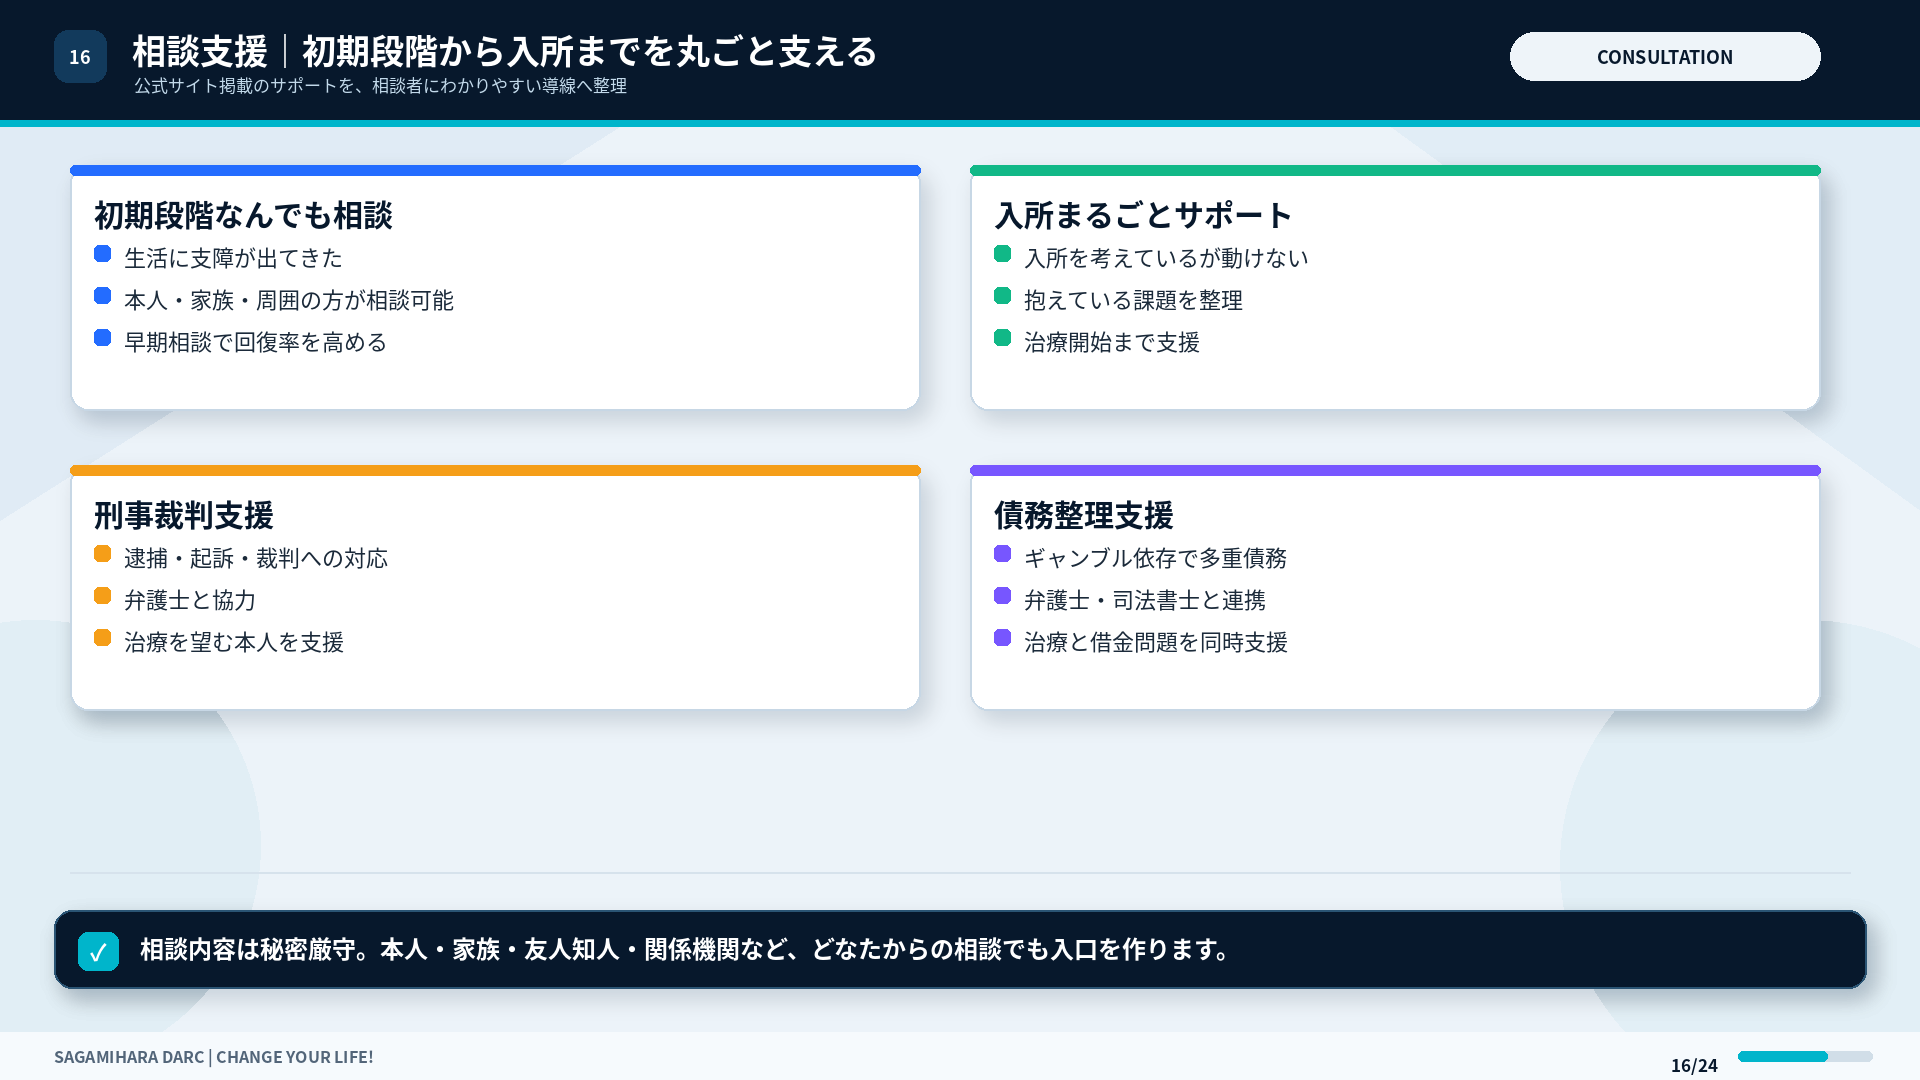 16
相談支援｜初期段階から入所までを丸ごと支える
公式サイト掲載のサポートを、相談者にわかりやすい導線へ整理
CONSULTATION
初期段階なんでも相談
生活に支障が出てきた
本人・家族・周囲の方が相談可能
早期相談で回復率を高める
入所まるごとサポート
入所を考えているが動けない
抱えている課題を整理
治療開始まで支援
刑事裁判支援
逮捕・起訴・裁判への対応
弁護士と協力
治療を望む本人を支援
債務整理支援
ギャンブル依存で多重債務
弁護士・司法書士と連携
治療と借金問題を同時支援
✓ 相談内容は秘密厳守。本人・家族・友人知人・関係機関など、どなたからの相談でも入口を作ります。
SAGAMIHARA DARC | CHANGE YOUR LIFE!
16/24